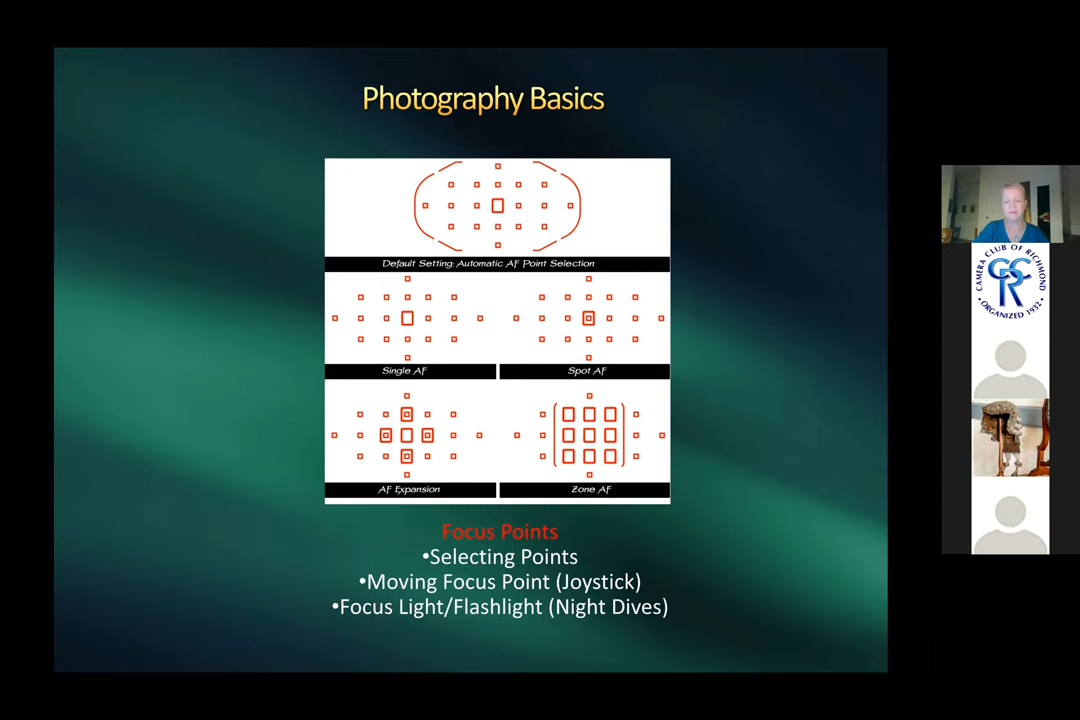 Photography Basics
Default Setting: Automatic AF Point Selection
Single AF
Spot AF
AF Expansion
Zone AF
Focus Points
•Selecting Points
•Moving Focus Point (Joystick)
•Focus Light/Flashlight (Night Dives)
CAMERA CLUB OF RICHMOND
CCR
• ORGANIZED 1932 •